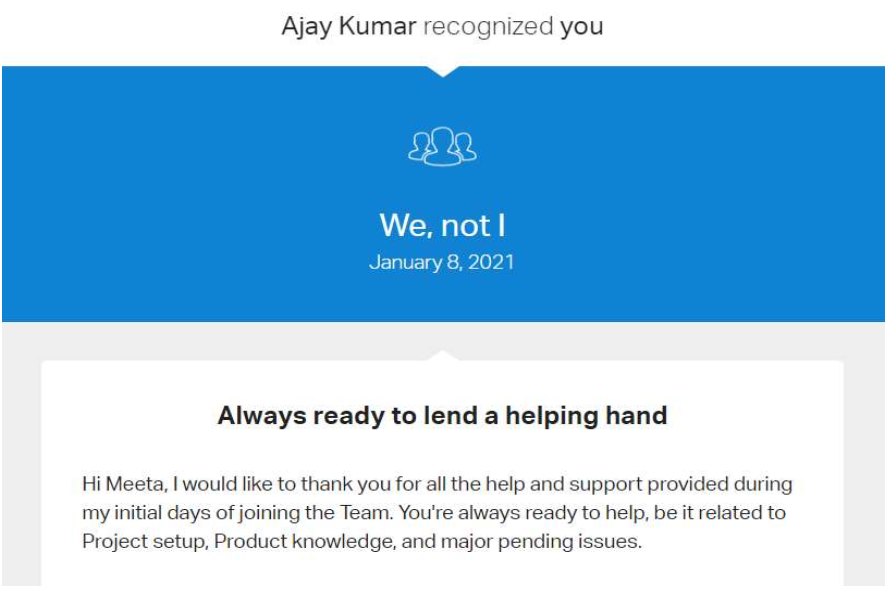 Ajay Kumar recognized you
We, not I
January 8, 2021
Always ready to lend a helping hand
Hi Meeta, I would like to thank you for all the help and support provided during
my initial days of joining the Team. You're always ready to help, be it related to
Project setup, Product knowledge, and major pending issues.